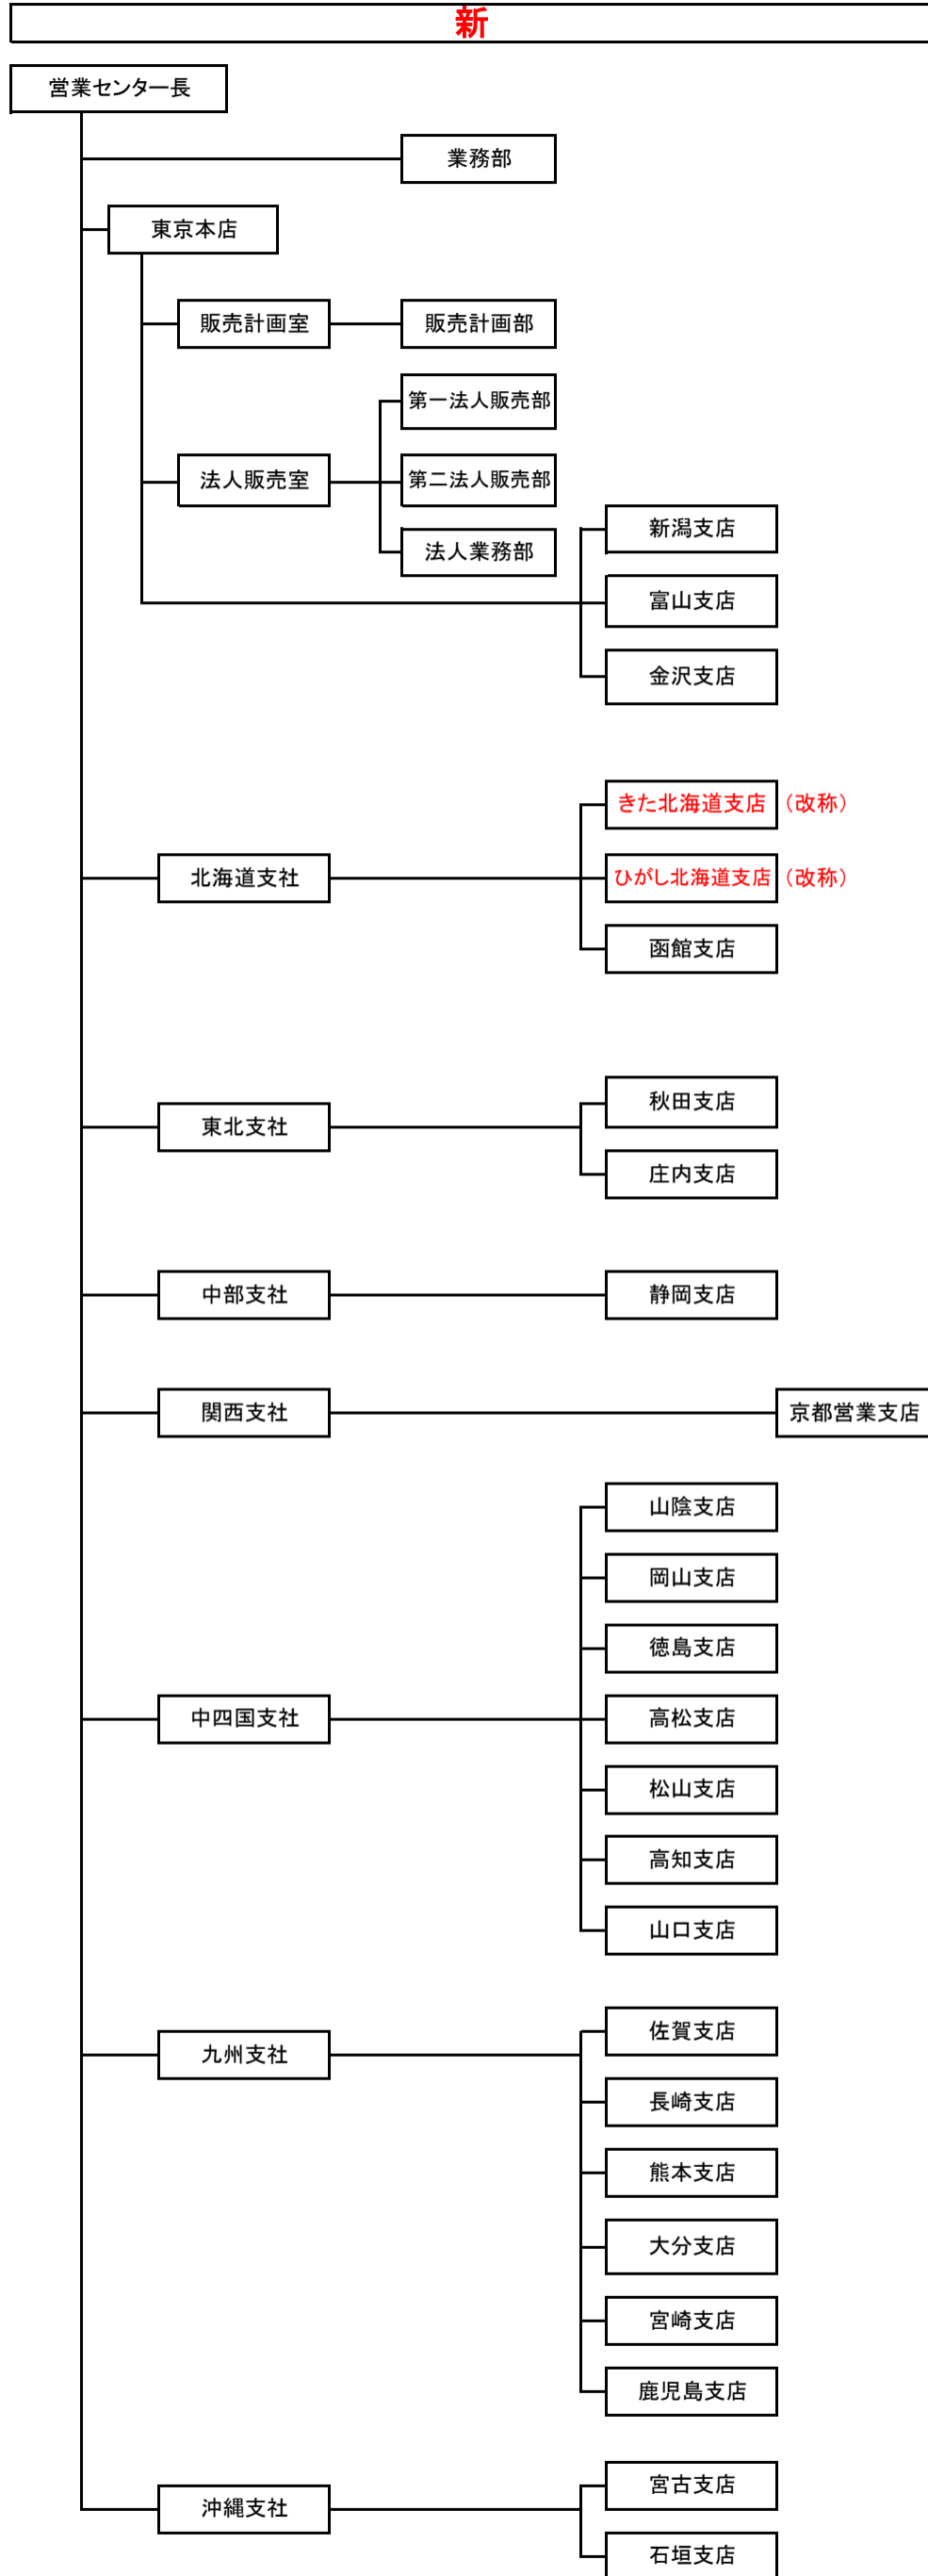 新
営業センター長
業務部
東京本店
販売計画室
販売計画部
第一法人販売部
法人販売室
第二法人販売部
法人業務部
新潟支店
富山支店
金沢支店
きた北海道支店（改称）
北海道支社
ひがし北海道支店（改称）
函館支店
秋田支店
東北支社
庄内支店
中部支社
静岡支店
関西支社
京都営業支店
山陰支店
岡山支店
徳島支店
中四国支社
高松支店
松山支店
高知支店
山口支店
佐賀支店
九州支社
長崎支店
熊本支店
大分支店
宮崎支店
鹿児島支店
宮古支店
沖縄支社
石垣支店